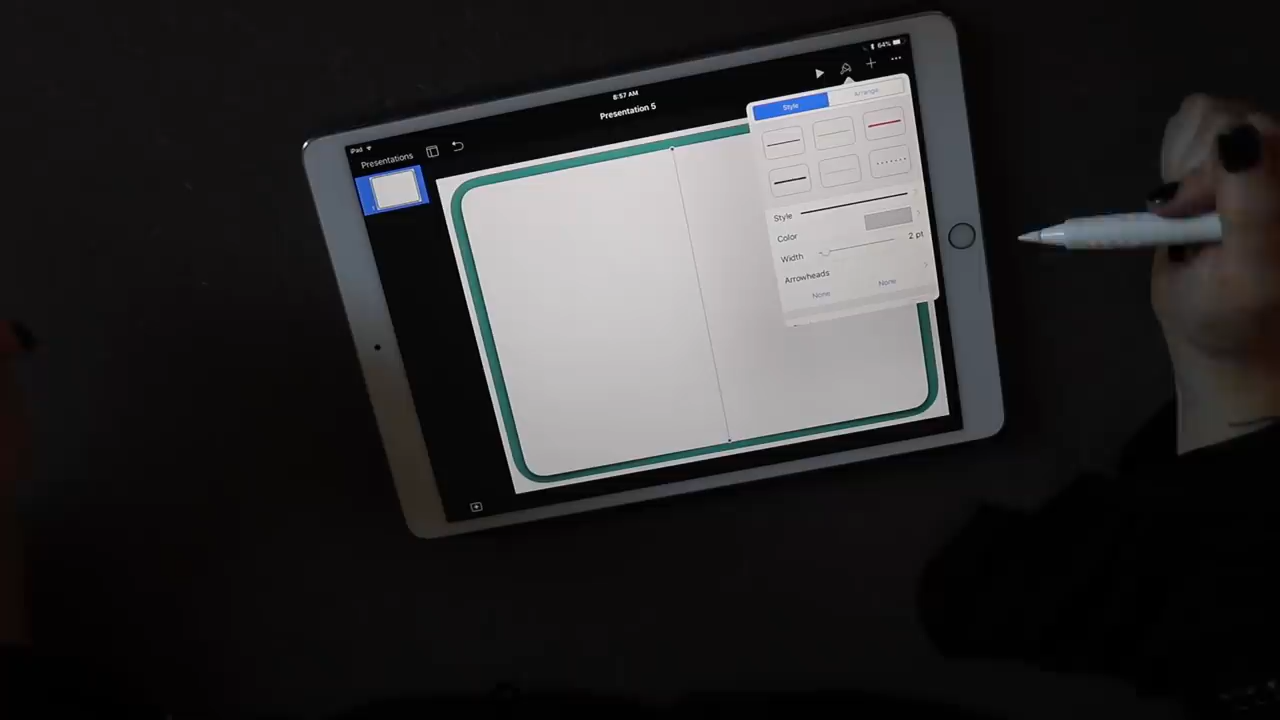 iPad
8:57 AM
64%
Presentations
Presentation 5
Style
Arrange
Style
Color
Width
2 pt
Arrowheads
None
None